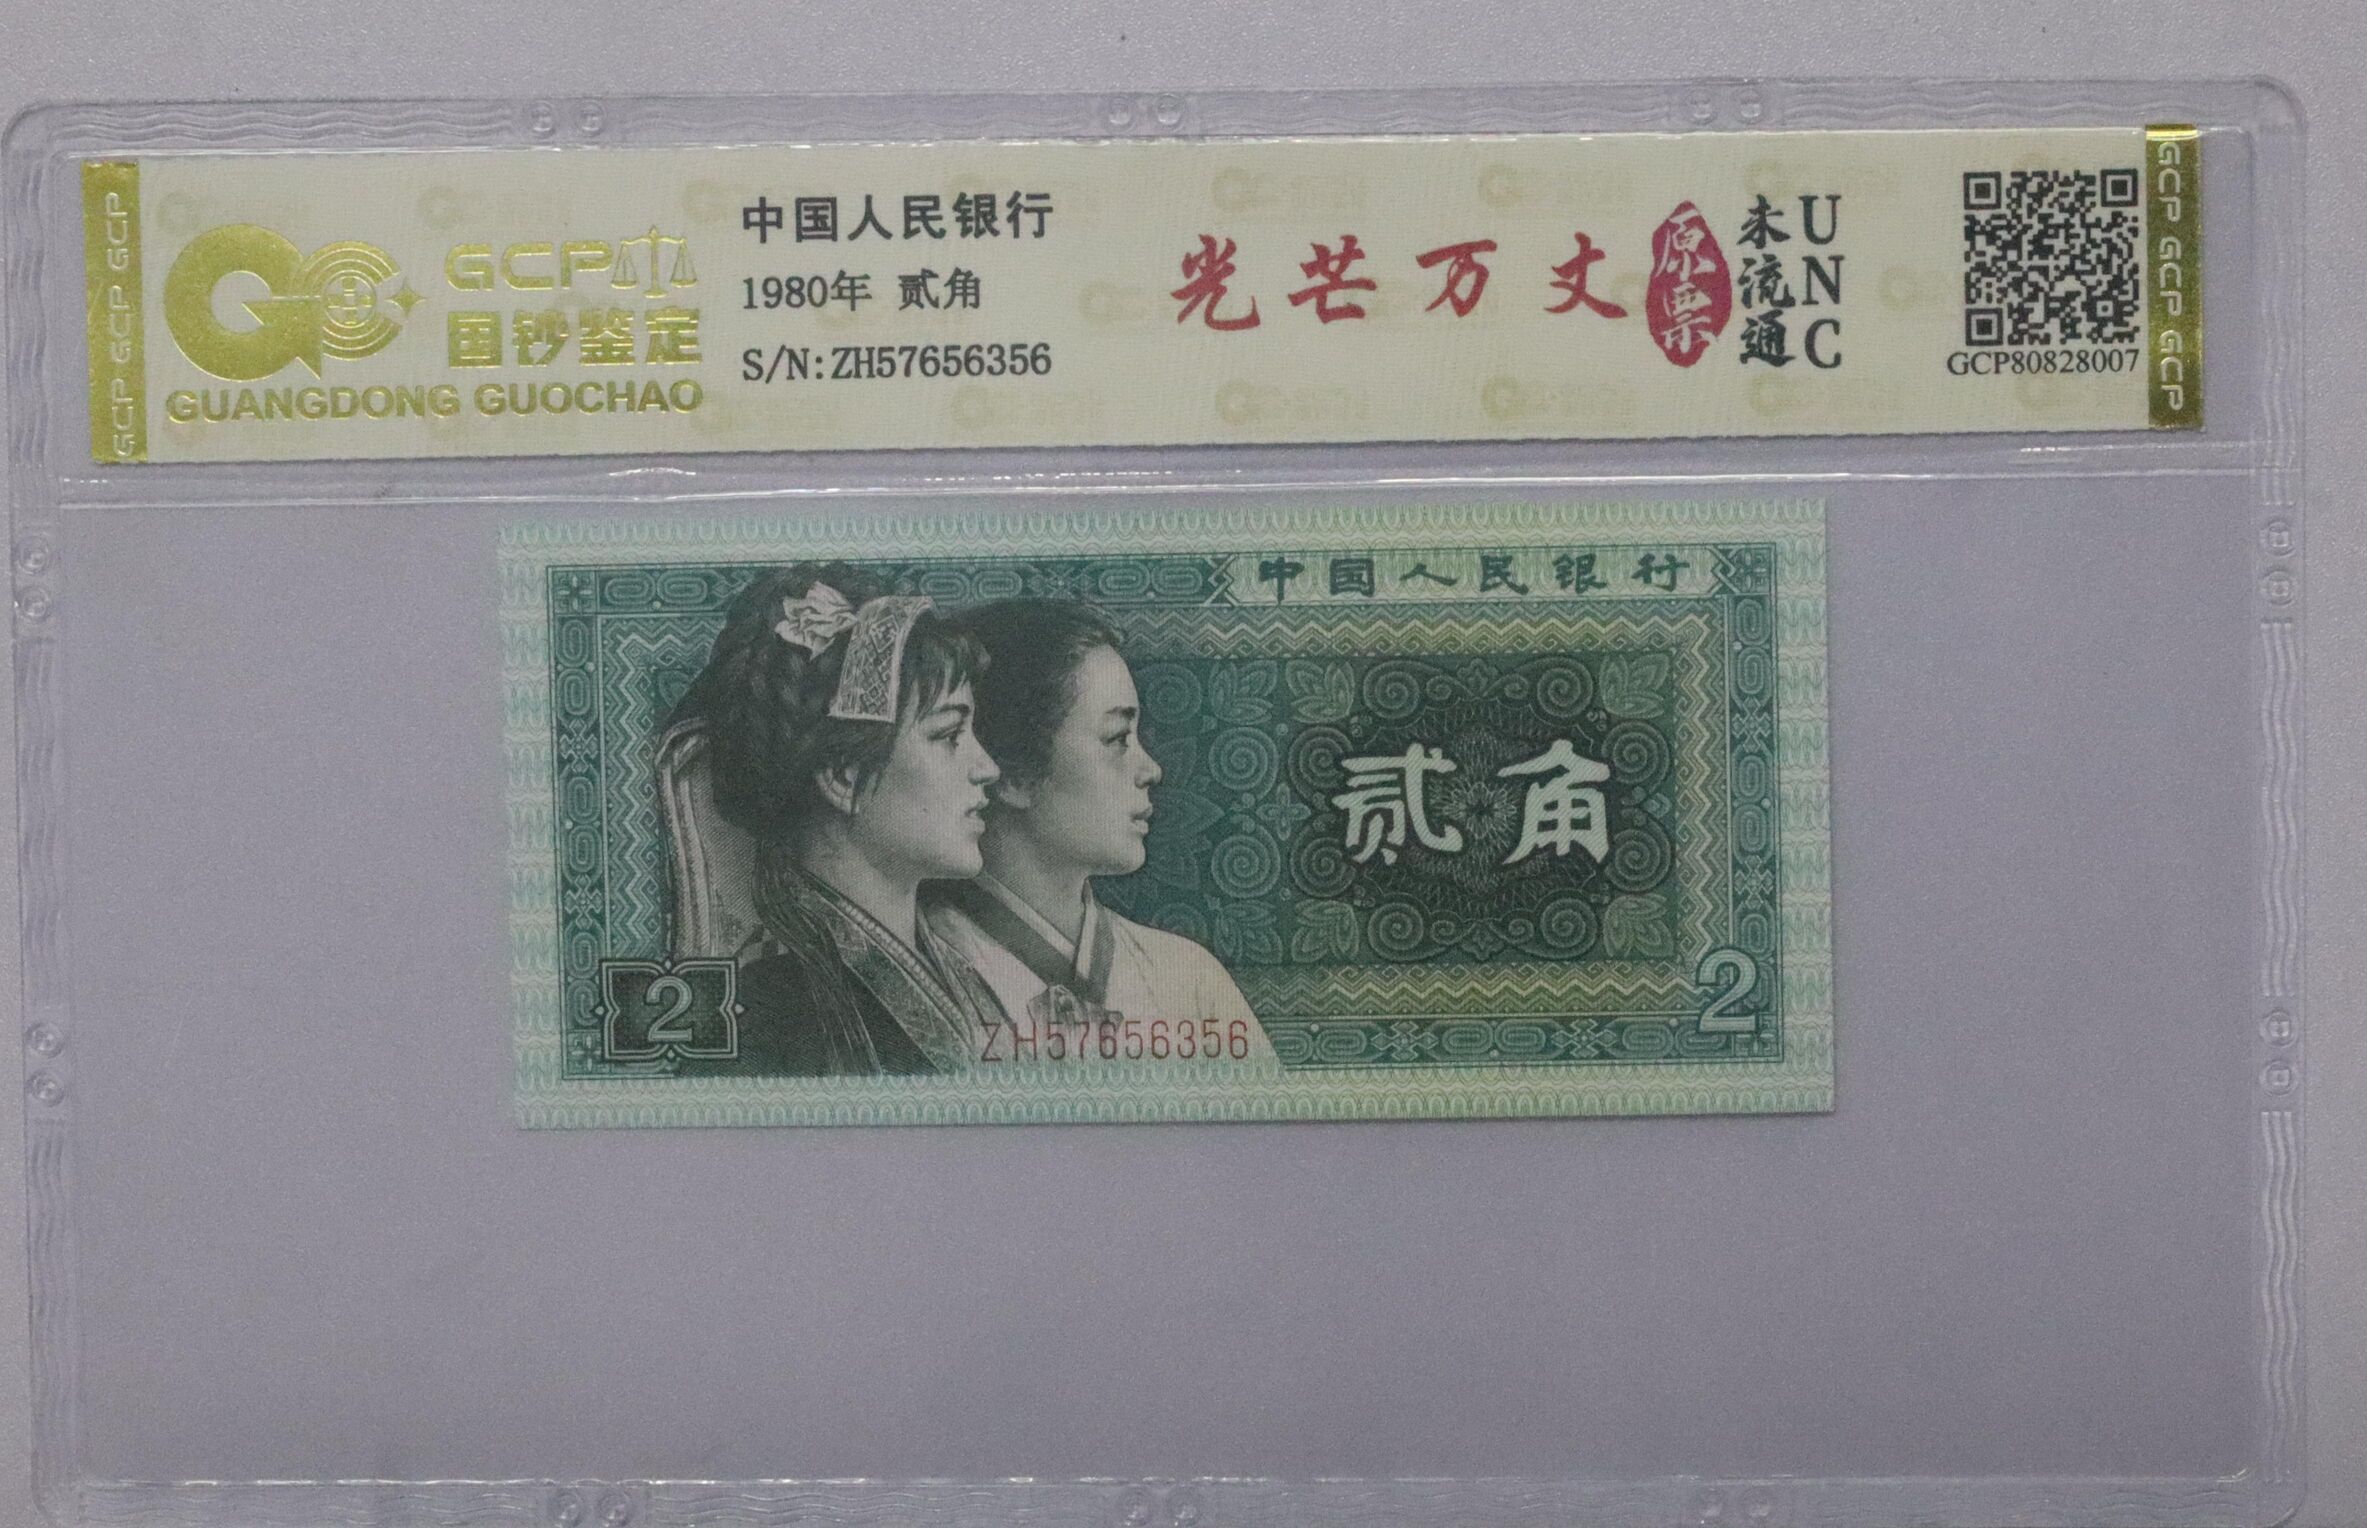 GCP GCP GCP
GCP
国钞鉴定
GUANGDONG GUOCHAO
中国人民银行
1980年 贰角
S/N:ZH57656356
光芒万丈
原票
未流通
UNC
GCP80828007
GCP GCP GCP
中国人民银行
贰角
2
ZH57656356
2